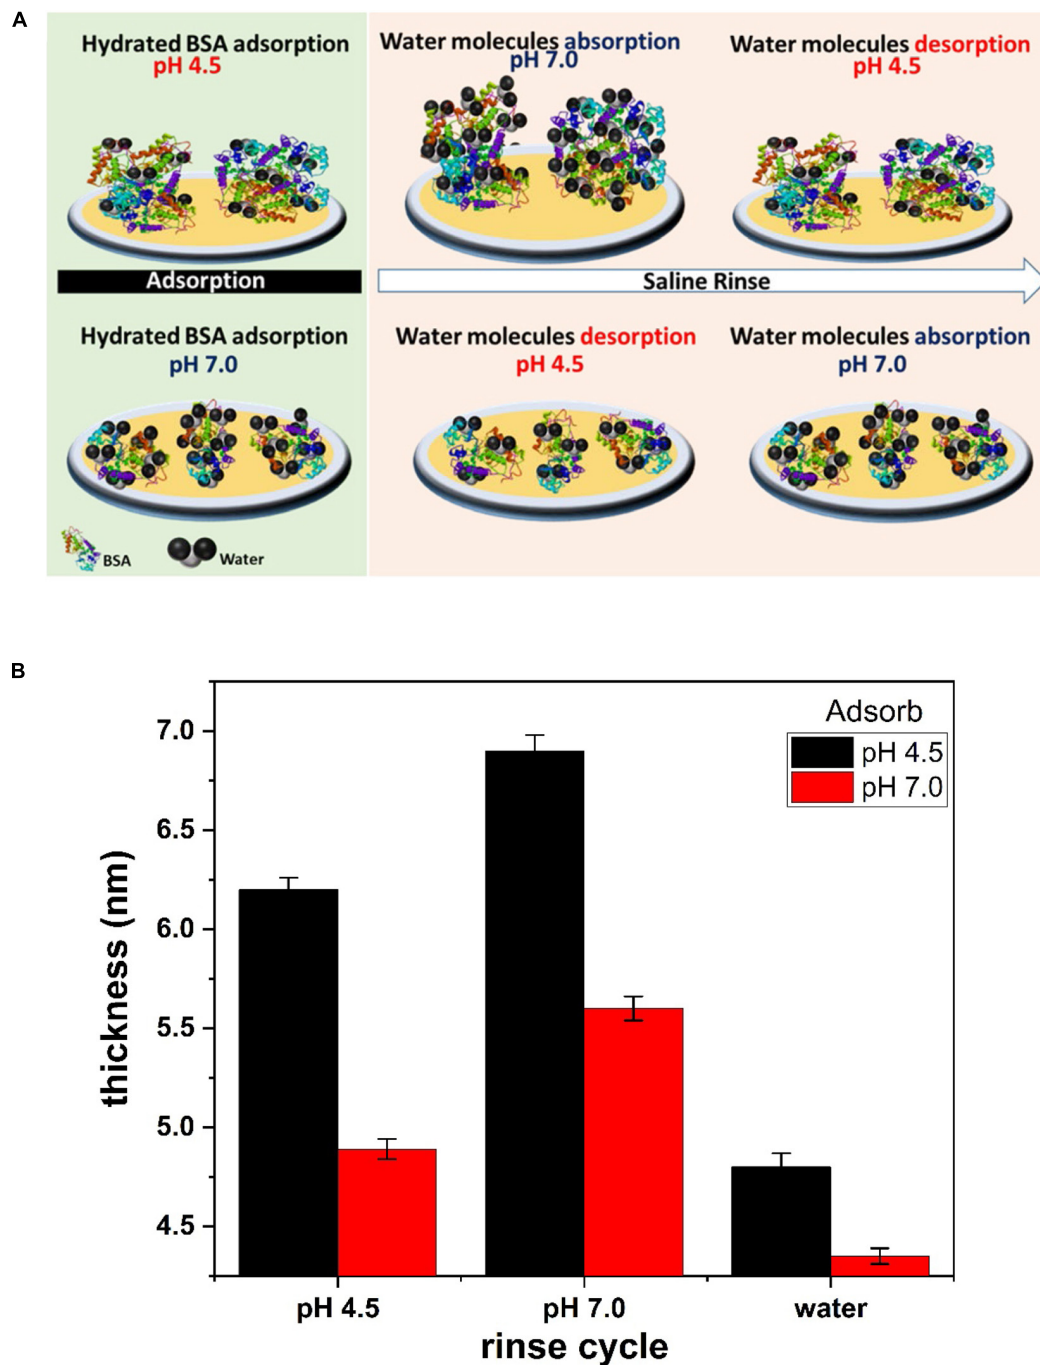 A
Hydrated BSA adsorption
pH 4.5
Water molecules absorption
pH 7.0
Water molecules desorption
pH 4.5
Adsorption
Saline Rinse
Hydrated BSA adsorption
pH 7.0
Water molecules desorption
pH 4.5
Water molecules absorption
pH 7.0
BSA
Water
B
Adsorb
pH 4.5
pH 7.0
thickness (nm)
7.0
6.5
6.0
5.5
5.0
4.5
pH 4.5
pH 7.0
water
rinse cycle